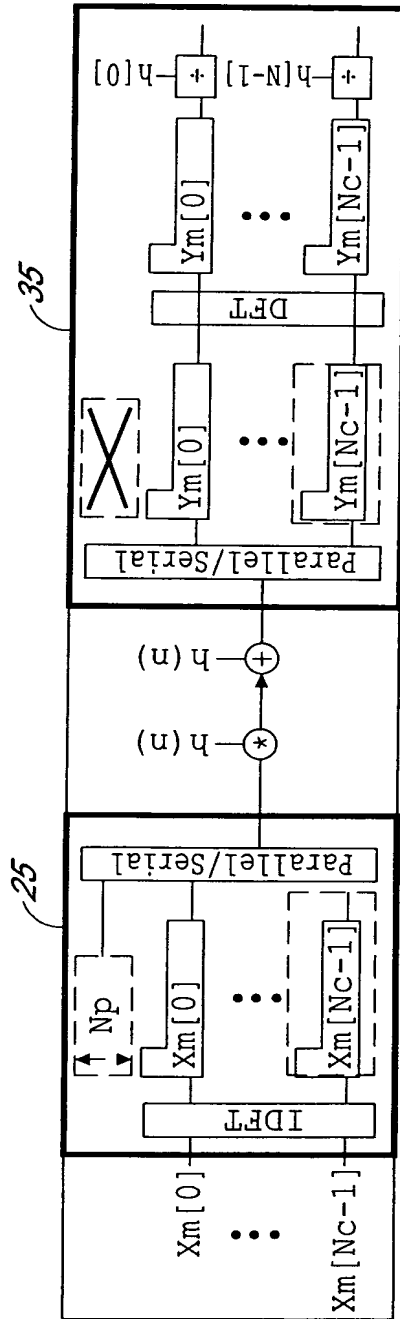 25
35
Xm[0]
Xm[Nc-1]
IDFT
Np
Xm[0]
Xm[Nc-1]
Parallel/Serial
*
h(n)
+
h(n)
Parallel/Serial
Ym[0]
Ym[Nc-1]
DFT
Ym[0]
Ym[Nc-1]
h[0]
÷
h[N-1]
÷